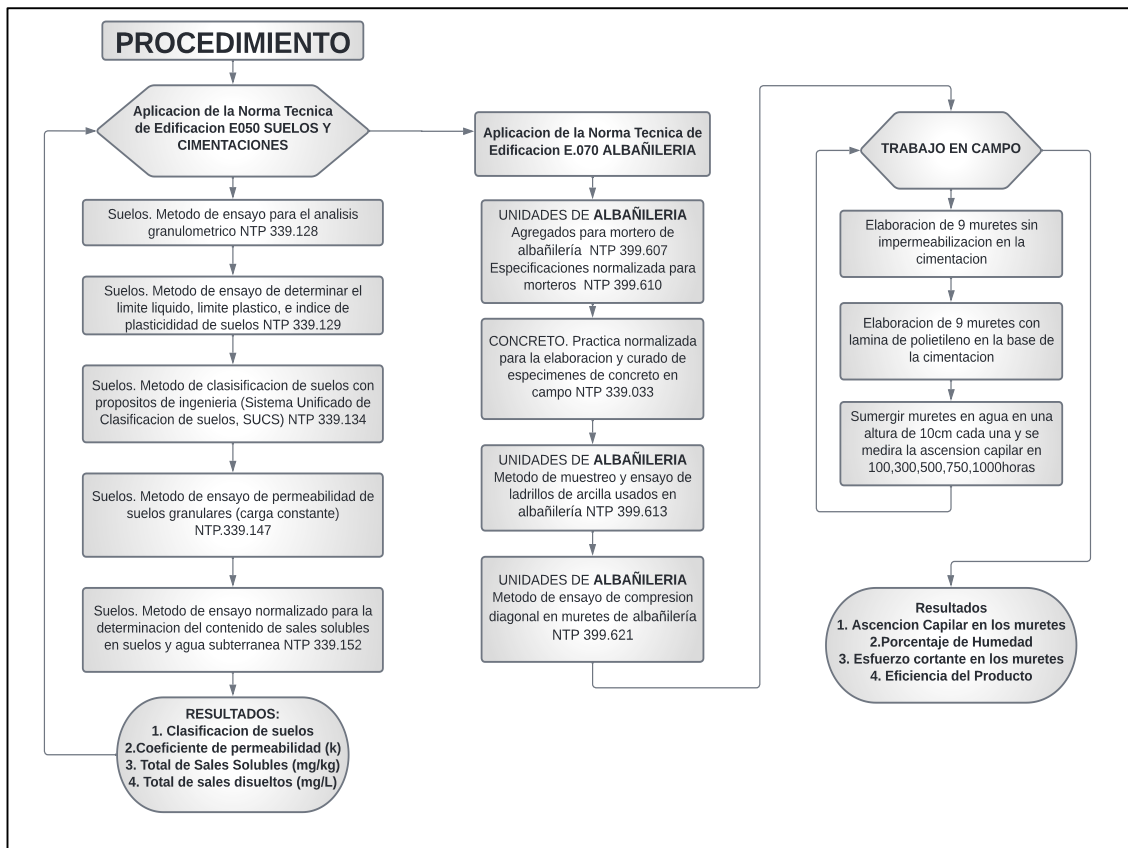 PROCEDIMIENTO
Aplicacion de la Norma Tecnica
de Edificacion E050 SUELOS Y
CIMENTACIONES
Suelos. Metodo de ensayo para el analisis
granulometrico NTP 339.128
Suelos. Metodo de ensayo de determinar el
limite liquido, limite plastico, e indice de
plasticididad de suelos NTP 339.129
Suelos. Metodo de clasisificacion de suelos con
propositos de ingenieria (Sistema Unificado de
Clasificacion de suelos, SUCS) NTP 339.134
Suelos. Metodo de ensayo de permeabilidad de
suelos granulares (carga constante)
NTP.339.147
Suelos. Metodo de ensayo normalizado para la
determinacion del contenido de sales solubles
en suelos y agua subterranea NTP 339.152
RESULTADOS:
1. Clasificacion de suelos
2.Coeficiente de permeabilidad (k)
3. Total de Sales Solubles (mg/kg)
4. Total de sales disueltos (mg/L)
Aplicacion de la Norma Tecnica de
Edificacion E.070 ALBAÑILERIA
UNIDADES DE ALBAÑILERIA
Agregados para mortero de
albañilería NTP 399.607
Especificaciones normalizada para
morteros NTP 399.610
CONCRETO. Practica normalizada
para la elaboracion y curado de
especimenes de concreto en
campo NTP 339.033
UNIDADES DE ALBAÑILERIA
Metodo de muestreo y ensayo de
ladrillos de arcilla usados en
albañilería NTP 399.613
UNIDADES DE ALBAÑILERIA
Metodo de ensayo de compresion
diagonal en muretes de albañilería
NTP 399.621
TRABAJO EN CAMPO
Elaboracion de 9 muretes sin
impermeabilizacion en la
cimentacion
Elaboracion de 9 muretes con
lamina de polietileno en la base de
la cimentacion
Sumergir muretes en agua en una
altura de 10cm cada una y se
medira la ascension capilar en
100,300,500,750,1000horas
Resultados
1. Ascencion Capilar en los muretes
2.Porcentaje de Humedad
3. Esfuerzo cortante en los muretes
4. Eficiencia del Producto